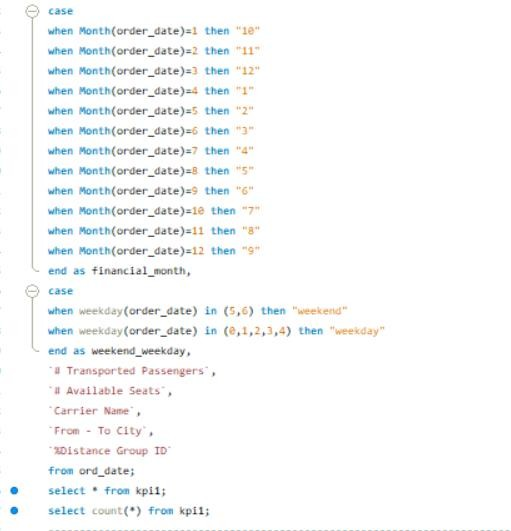 case
when Month(order_date)=1 then "10"
when Month(order_date)=2 then "11"
when Month(order_date)=3 then "12"
when Month(order_date)=4 then "1"
when Month(order_date)=5 then "2"
when Month(order_date)=6 then "3"
when Month(order_date)=7 then "4"
when Month(order_date)=8 then "5"
when Month(order_date)=9 then "6"
when Month(order_date)=10 then "7"
when Month(order_date)=11 then "8"
when Month(order_date)=12 then "9"
end as financial_month,
case
when weekday(order_date) in (5,6) then "weekend"
when weekday(order_date) in (0,1,2,3,4) then "weekday"
end as weekend_weekday,
`# Transported Passengers`,
`# Available Seats`,
`Carrier Name`,
`From - To City`,
`%Distance Group ID`
from ord_date;
select * from kpi1;
select count(*) from kpi1;